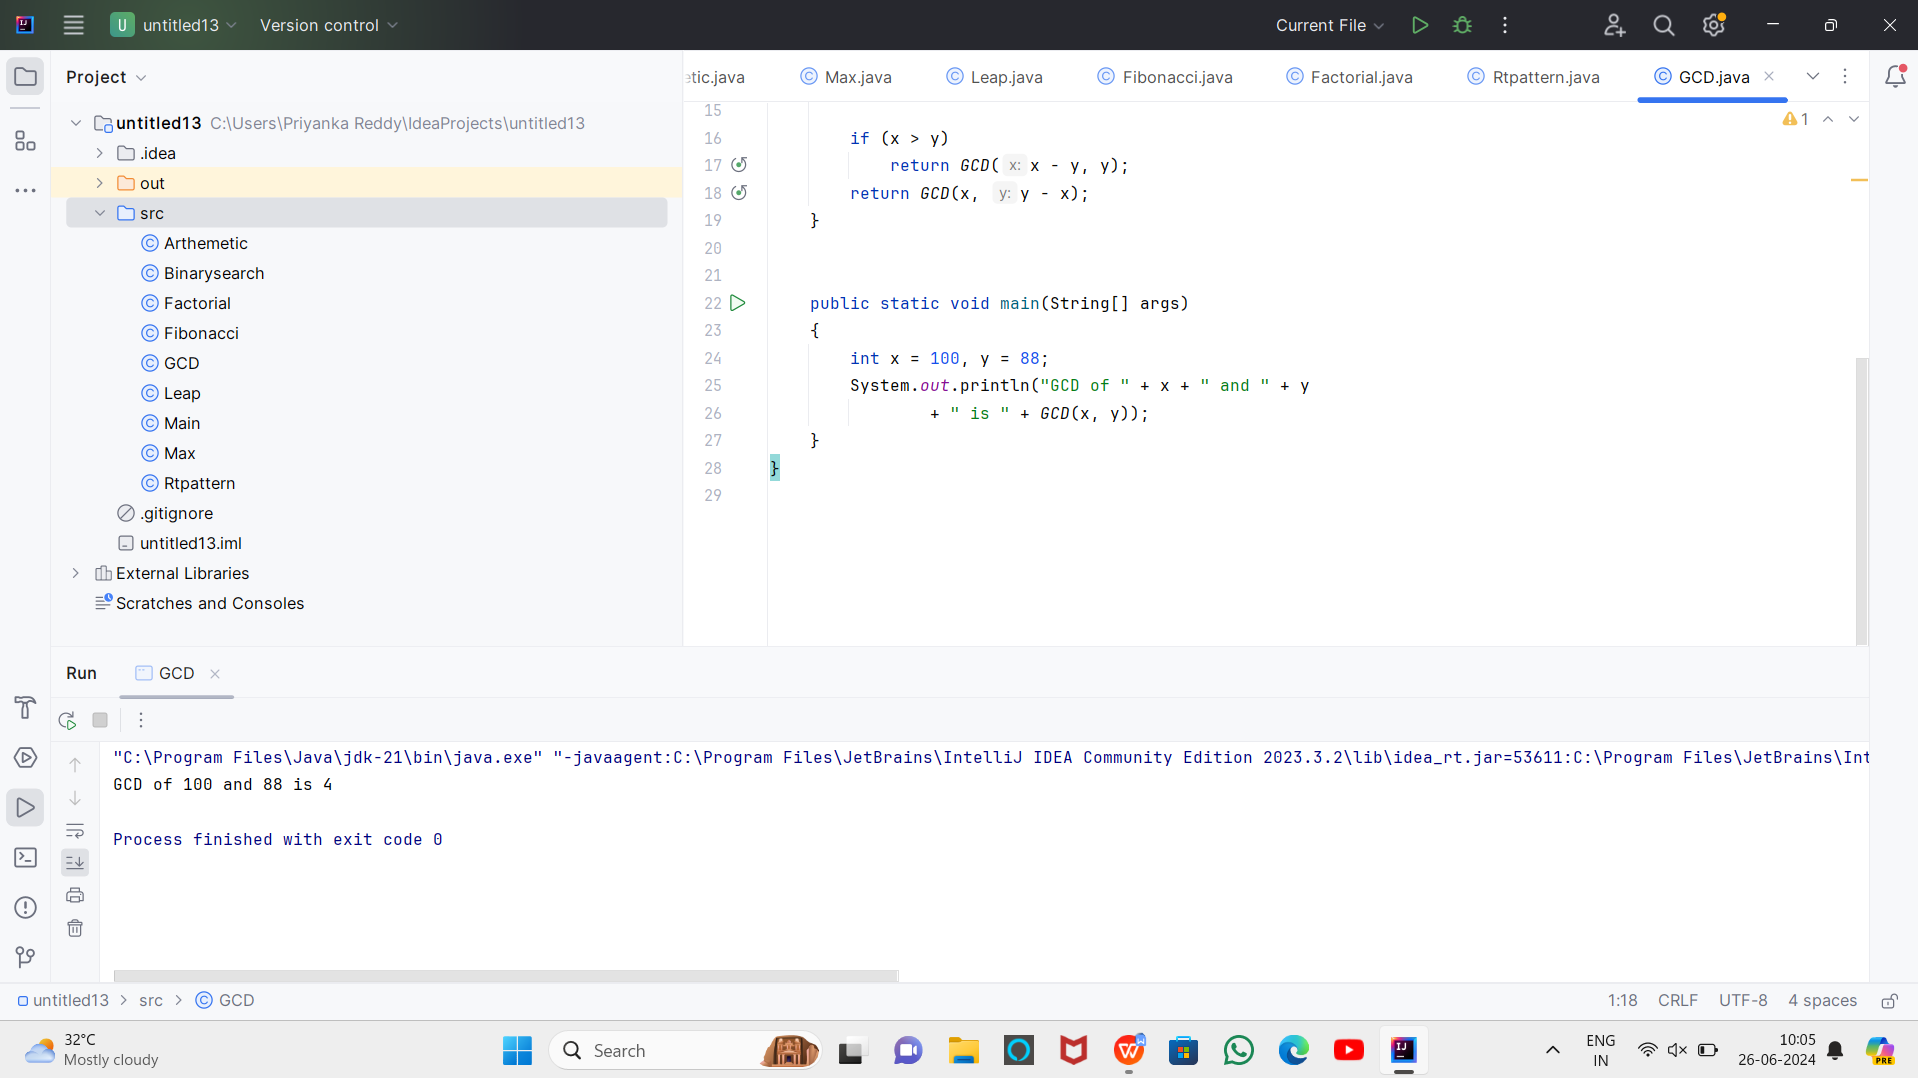 U untitled13 Version control Current File
Project
etic.java Max.java Leap.java Fibonacci.java Factorial.java Rtpattern.java GCD.java
untitled13 C:\Users\Priyanka Reddy\IdeaProjects\untitled13
.idea
out
src
Arthemetic
Binarysearch
Factorial
Fibonacci
GCD
Leap
Main
Max
Rtpattern
.gitignore
untitled13.iml
External Libraries
Scratches and Consoles
1
15
16 if (x > y)
17 return GCD( x: x - y, y);
18 return GCD(x, y: y - x);
19 }
20
21
22 public static void main(String[] args)
23 {
24 int x = 100, y = 88;
25 System.out.println("GCD of " + x + " and " + y
26 + " is " + GCD(x, y));
27 }
28 }
29
Run GCD
"C:\Program Files\Java\jdk-21\bin\java.exe" "-javaagent:C:\Program Files\JetBrains\IntelliJ IDEA Community Edition 2023.3.2\lib\idea_rt.jar=53611:C:\Program Files\JetBrains\Int
GCD of 100 and 88 is 4
Process finished with exit code 0
untitled13 > src > GCD 1:18 CRLF UTF-8 4 spaces
32°C
Mostly cloudy
Search
ENG
IN
10:05
26-06-2024
PRE